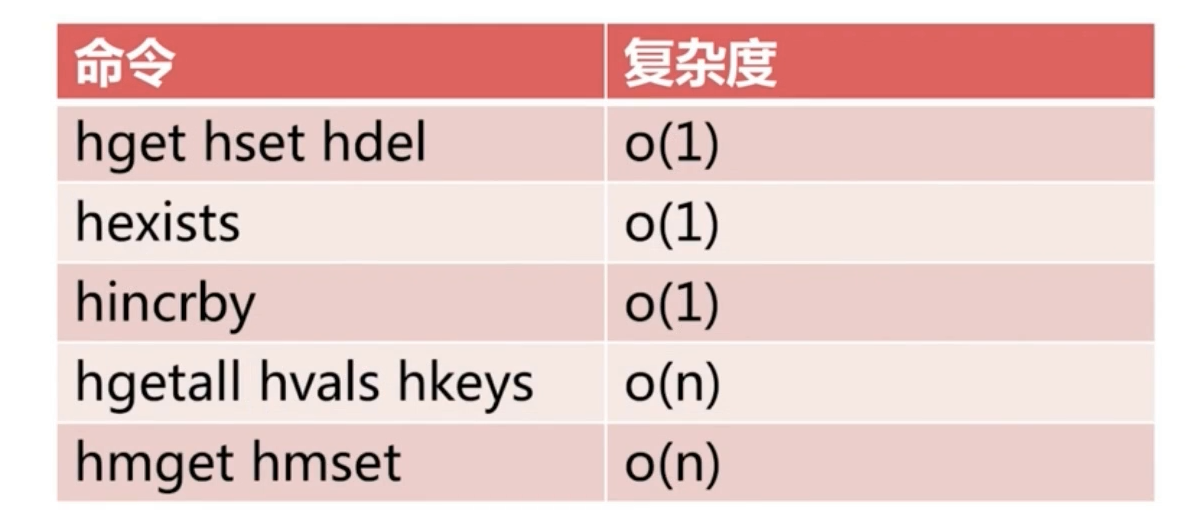 命令 复杂度
hget hset hdel o(1)
hexists o(1)
hincrby o(1)
hgetall hvals hkeys o(n)
hmget hmset o(n)